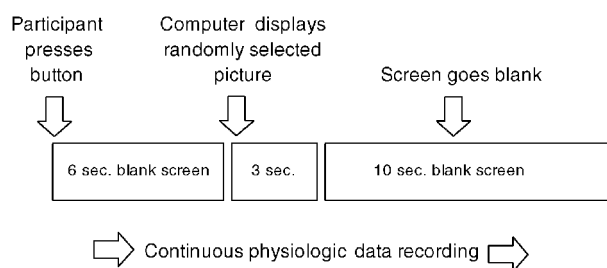 Participant
presses
button
Computer displays
randomly selected
picture
Screen goes blank
6 sec. blank screen
3 sec.
10 sec. blank screen
Continuous physiologic data recording